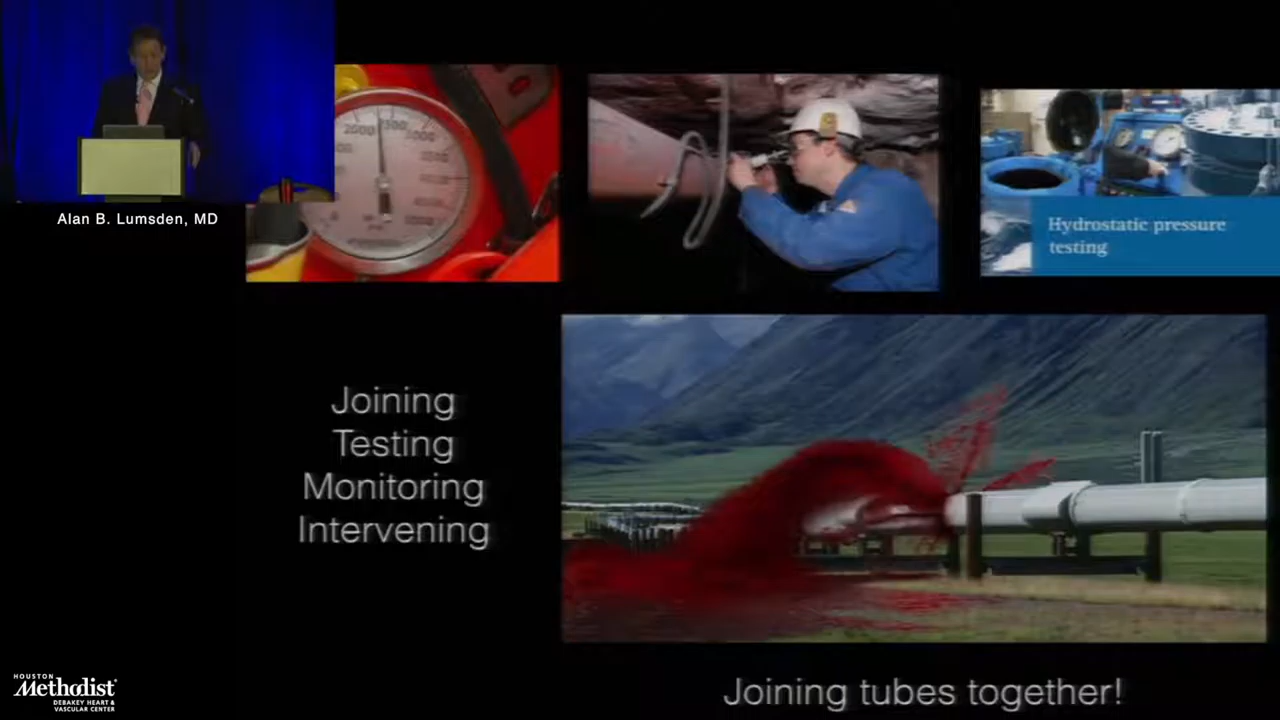 Alan B. Lumsden, MD
2000
Hydrostatic pressure
testing
Joining
Testing
Monitoring
Intervening
Joining tubes together!
HOUSTON
Methodist
DEBAKEY HEART &
VASCULAR CENTER